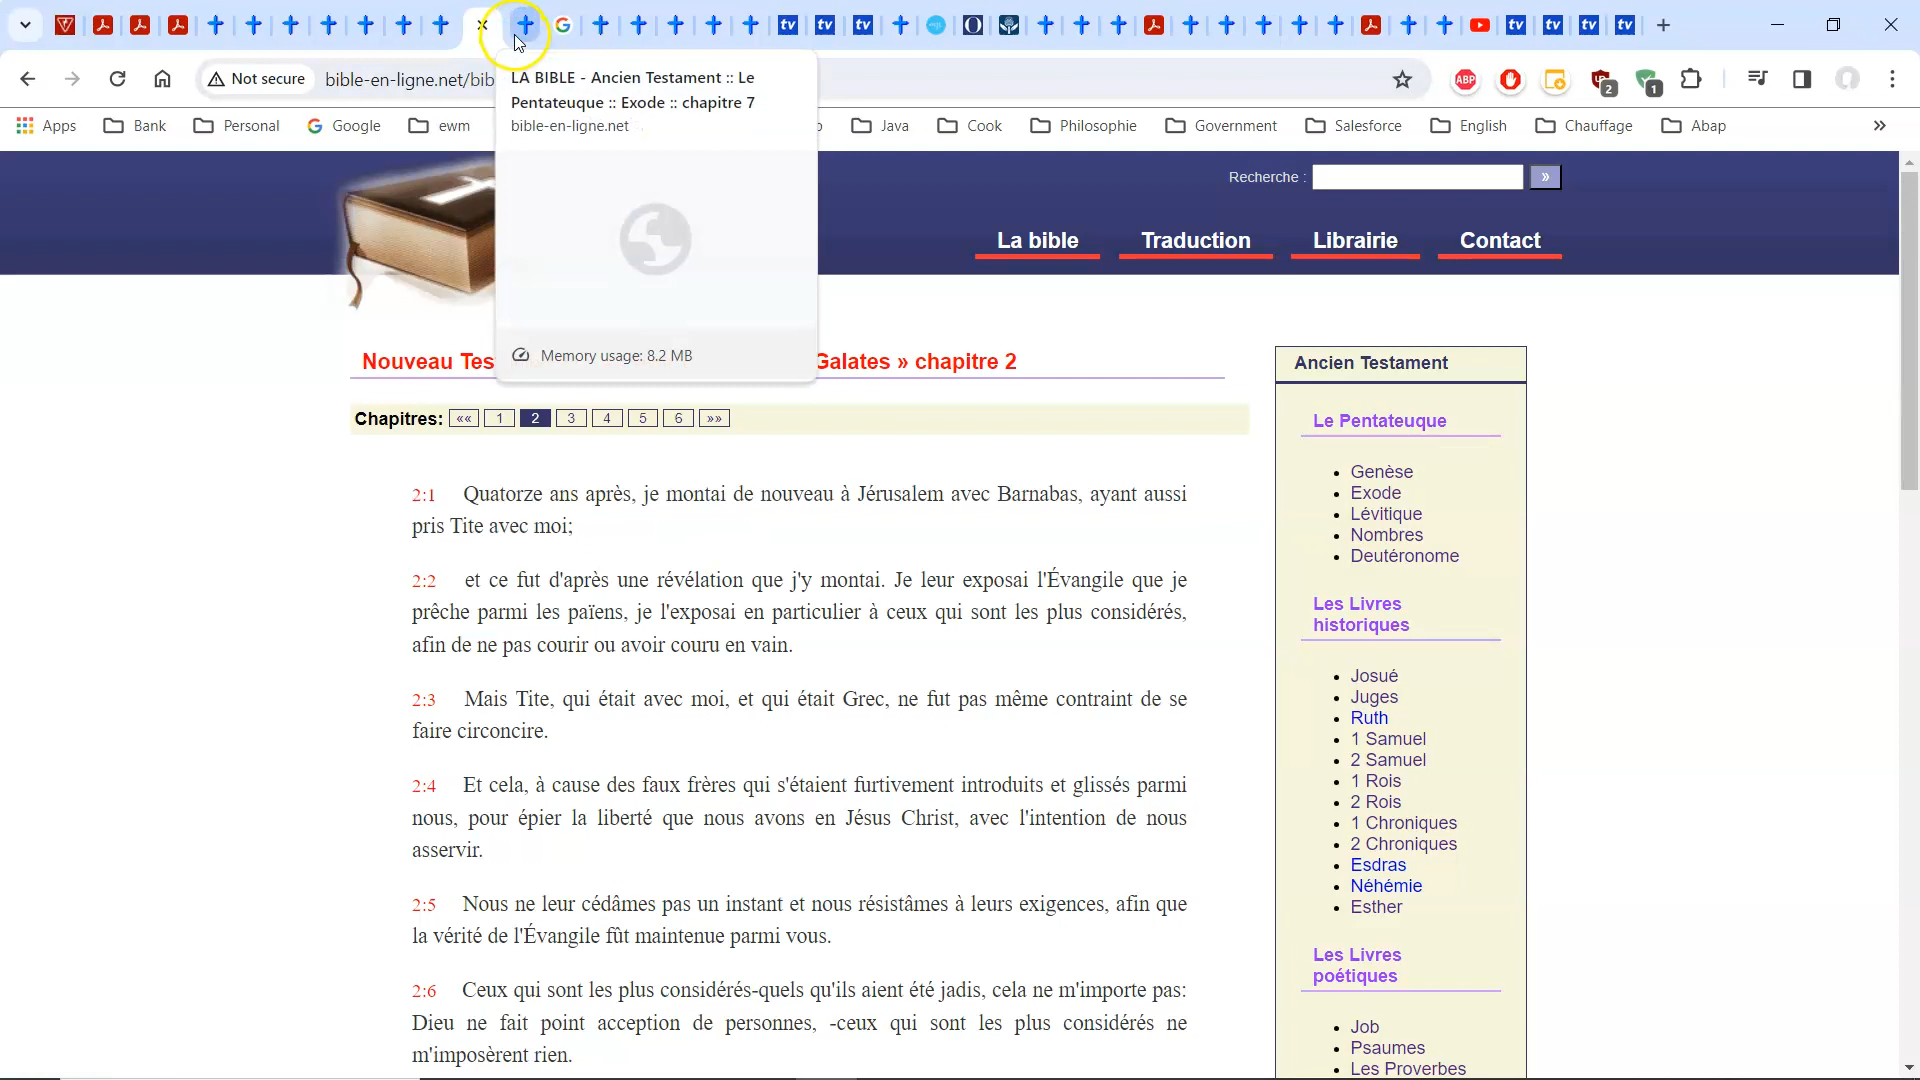 tv tv tv tv tv tv tv
Not secure
bible-en-ligne.net/bib
LA BIBLE - Ancien Testament :: Le
Pentateuque :: Exode :: chapitre 7
bible-en-ligne.net
Memory usage: 8.2 MB
ABP
2
1
Apps
Bank
Personal
Google
ewm
Java
Cook
Philosophie
Government
Salesforce
English
Chauffage
Abap
»
Recherche :
»
La bible
Traduction
Librairie
Contact
Nouveau Tes
Galates » chapitre 2
Chapitres: «« 1 2 3 4 5 6 »»
2:1 Quatorze ans après, je montai de nouveau à Jérusalem avec Barnabas, ayant aussi
pris Tite avec moi;
2:2 et ce fut d'après une révélation que j'y montai. Je leur exposai l'Évangile que je
prêche parmi les païens, je l'exposai en particulier à ceux qui sont les plus considérés,
afin de ne pas courir ou avoir couru en vain.
2:3 Mais Tite, qui était avec moi, et qui était Grec, ne fut pas même contraint de se
faire circoncire.
2:4 Et cela, à cause des faux frères qui s'étaient furtivement introduits et glissés parmi
nous, pour épier la liberté que nous avons en Jésus Christ, avec l'intention de nous
asservir.
2:5 Nous ne leur cédâmes pas un instant et nous résistâmes à leurs exigences, afin que
la vérité de l'Évangile fût maintenue parmi vous.
2:6 Ceux qui sont les plus considérés-quels qu'ils aient été jadis, cela ne m'importe pas:
Dieu ne fait point acception de personnes, -ceux qui sont les plus considérés ne
m'imposèrent rien.
Ancien Testament
Le Pentateuque
Genèse
Exode
Lévitique
Nombres
Deutéronome
Les Livres
historiques
Josué
Juges
Ruth
1 Samuel
2 Samuel
1 Rois
2 Rois
1 Chroniques
2 Chroniques
Esdras
Néhémie
Esther
Les Livres
poétiques
Job
Psaumes
Les Proverbes